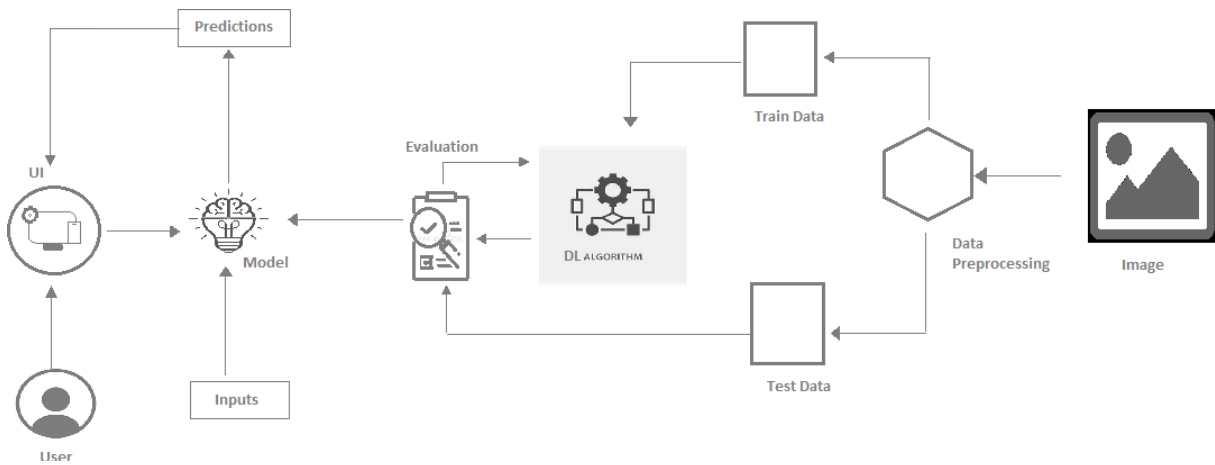 Predictions
Train Data
Evaluation
UI
DL ALGORITHM
Model
Data
Preprocessing
Image
Test Data
Inputs
User